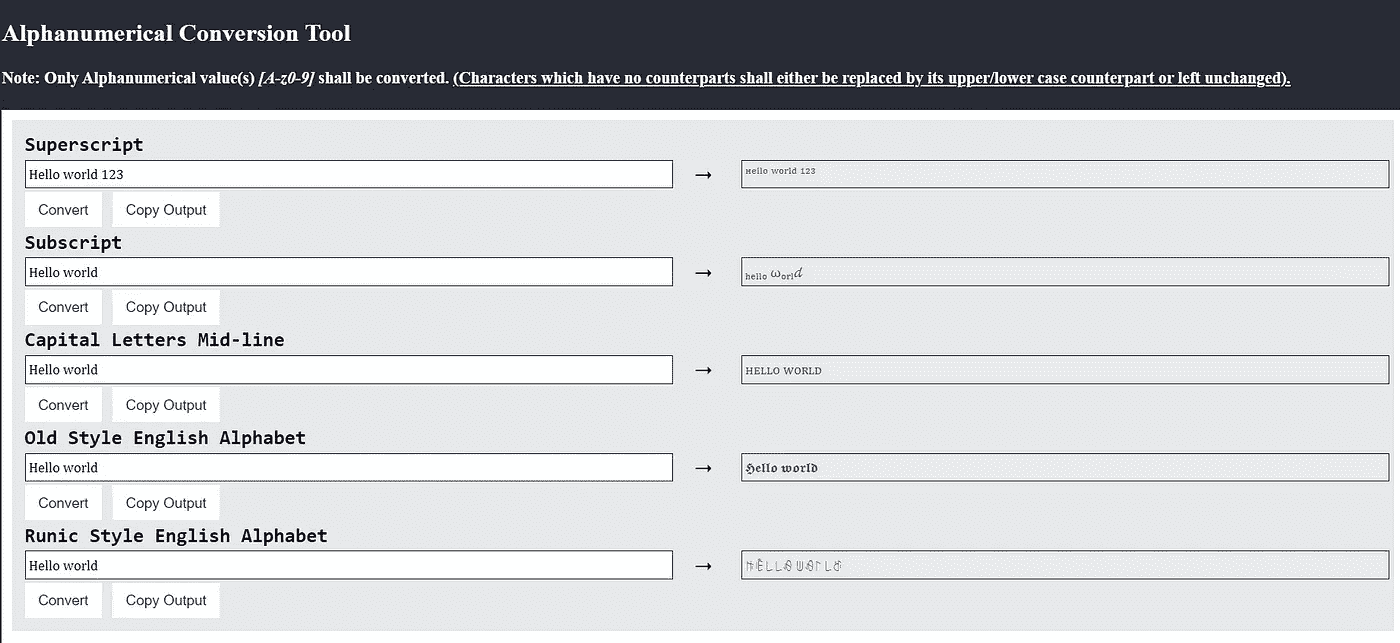 Alphanumerical Conversion Tool
Note: Only Alphanumerical value(s) [A-z0-9] shall be converted. (Characters which have no counterparts shall either be replaced by its upper/lower case counterpart or left unchanged).
Superscript
Hello world 123 → ᴴᵉˡˡᵒ ʷᵒʳˡᵈ ¹²³
Convert Copy Output
Subscript
Hello world → ₕₑₗₗₒ ωₒᵣₗ𝑑
Convert Copy Output
Capital Letters Mid-line
Hello world → ʜᴇʟʟᴏ ᴡᴏʀʟᴅ
Convert Copy Output
Old Style English Alphabet
Hello world → 𝕳𝖊𝖑𝖑𝖔 𝖜𝖔𝖗𝖑𝖉
Convert Copy Output
Runic Style English Alphabet
Hello world →
Convert Copy Output